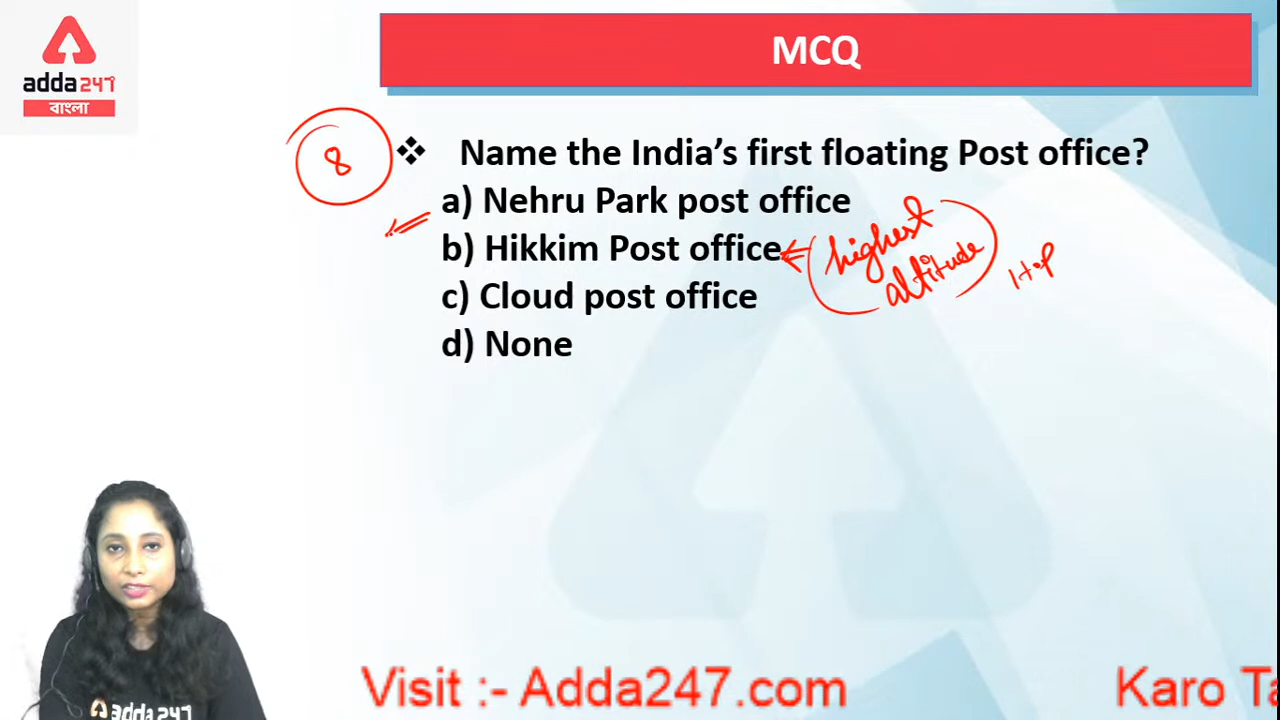 adda247
বাংলা
MCQ
8
❖ Name the India's first floating Post office?
a) Nehru Park post office
b) Hikkim Post office
highest
altitude
c) Cloud post office
d) None
adda247
Visit :- Adda247.com
Karo Ta